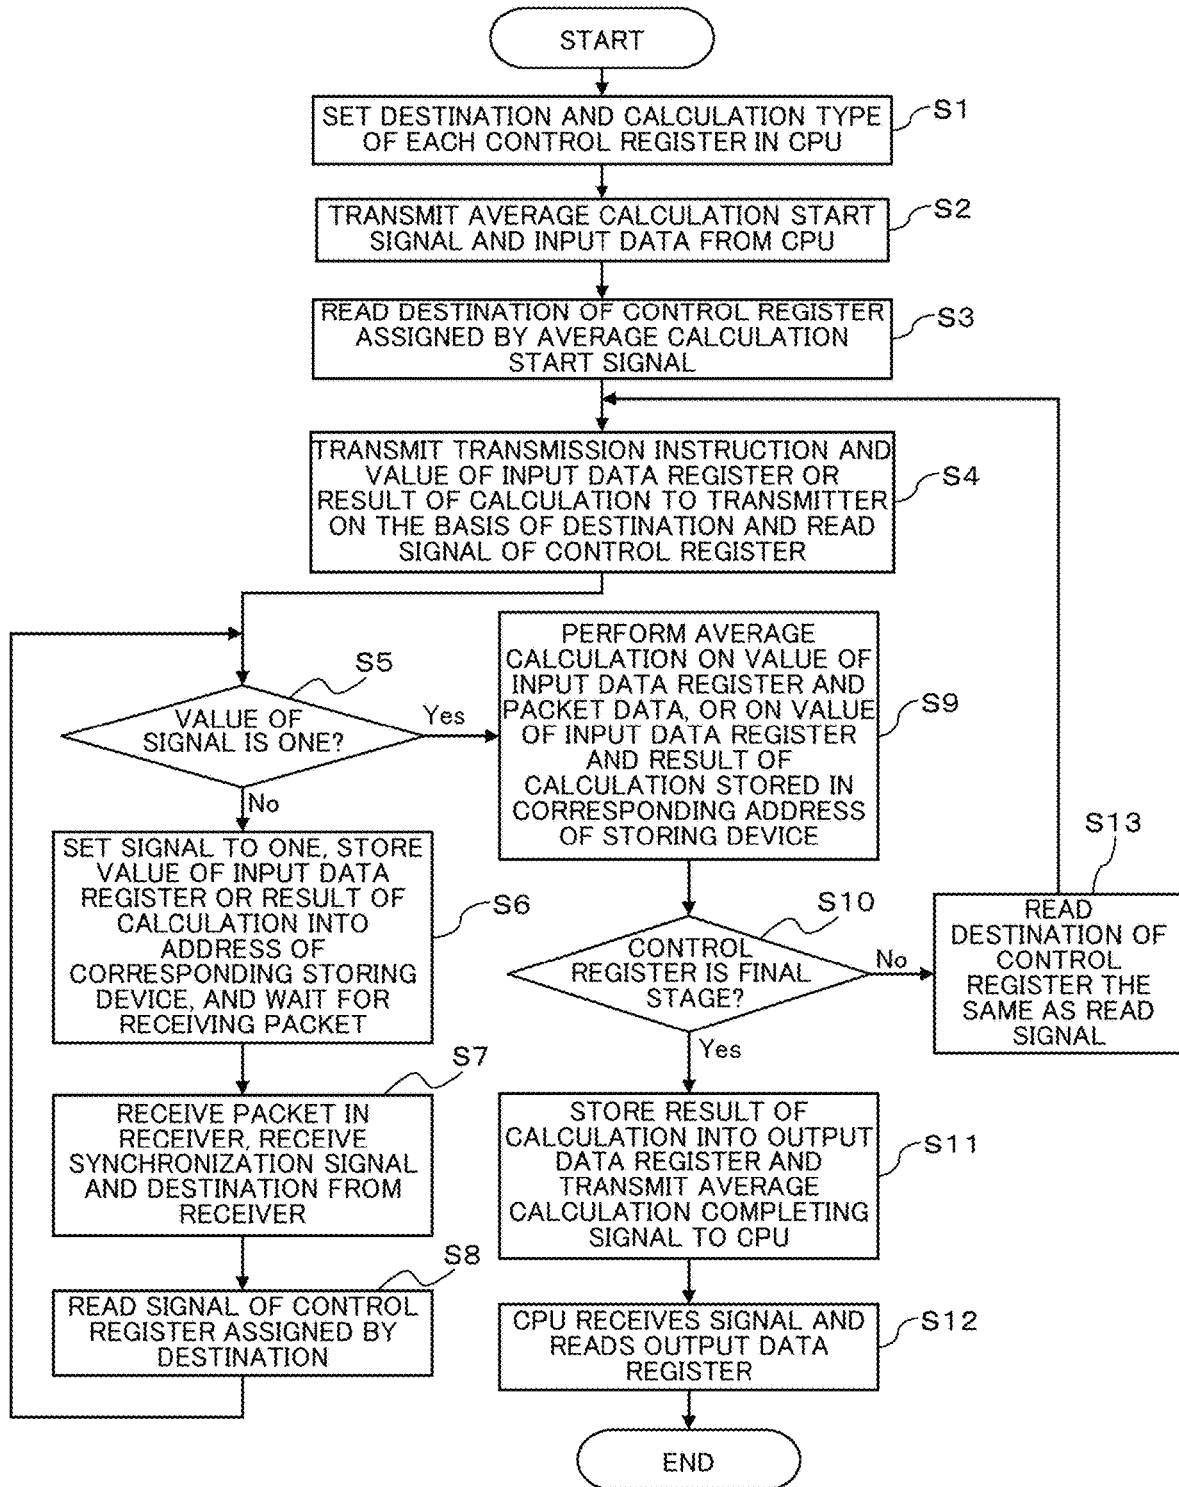 START
SET DESTINATION AND CALCULATION TYPE
OF EACH CONTROL REGISTER IN CPU
S1
TRANSMIT AVERAGE CALCULATION START
SIGNAL AND INPUT DATA FROM CPU
S2
READ DESTINATION OF CONTROL REGISTER
ASSIGNED BY AVERAGE CALCULATION
START SIGNAL
S3
TRANSMIT TRANSMISSION INSTRUCTION AND
VALUE OF INPUT DATA REGISTER OR
RESULT OF CALCULATION TO TRANSMITTER
ON THE BASIS OF DESTINATION AND READ
SIGNAL OF CONTROL REGISTER
S4
VALUE OF
SIGNAL IS ONE?
S5
Yes
No
SET SIGNAL TO ONE, STORE
VALUE OF INPUT DATA
REGISTER OR RESULT OF
CALCULATION INTO
ADDRESS OF
CORRESPONDING STORING
DEVICE, AND WAIT FOR
RECEIVING PACKET
S6
RECEIVE PACKET IN
RECEIVER, RECEIVE
SYNCHRONIZATION SIGNAL
AND DESTINATION FROM
RECEIVER
S7
READ SIGNAL OF CONTROL
REGISTER ASSIGNED BY
DESTINATION
S8
PERFORM AVERAGE
CALCULATION ON VALUE OF
INPUT DATA REGISTER AND
PACKET DATA, OR ON VALUE
OF INPUT DATA REGISTER
AND RESULT OF
CALCULATION STORED IN
CORRESPONDING ADDRESS
OF STORING DEVICE
S9
CONTROL
REGISTER IS FINAL
STAGE?
S10
No
Yes
READ
DESTINATION OF
CONTROL
REGISTER THE
SAME AS READ
SIGNAL
S13
STORE RESULT OF
CALCULATION INTO OUTPUT
DATA REGISTER AND
TRANSMIT AVERAGE
CALCULATION COMPLETING
SIGNAL TO CPU
S11
CPU RECEIVES SIGNAL AND
READS OUTPUT DATA
REGISTER
S12
END